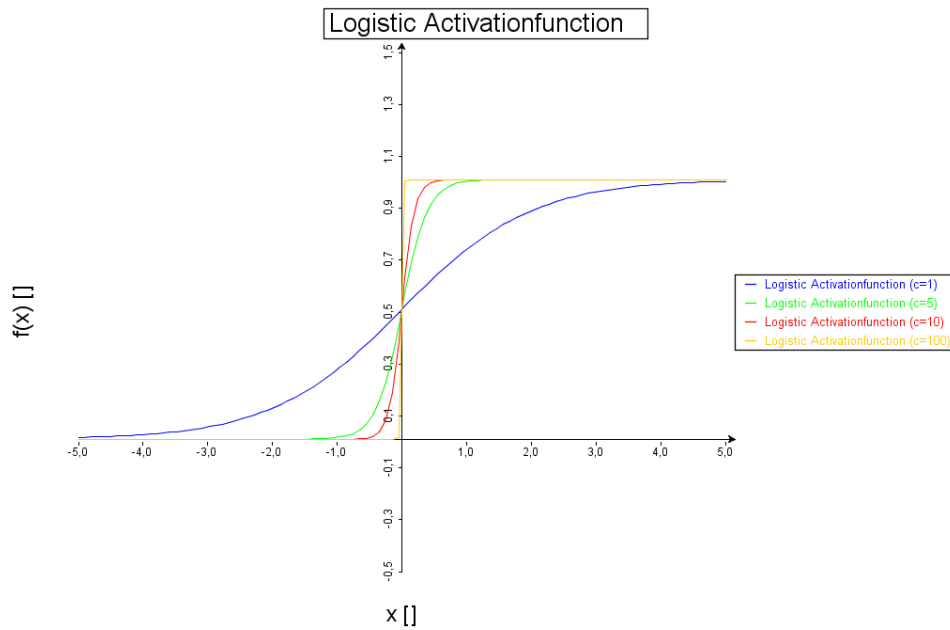 Logistic Activationfunction
1,5
1,3
1,1
0,9
0,7
0,5
0,3
0,1
-0,1
-0,3
-0,5
-5,0 -4,0 -3,0 -2,0 -1,0 1,0 2,0 3,0 4,0 5,0
f(x) []
x []
Logistic Activationfunction (c=1)
Logistic Activationfunction (c=5)
Logistic Activationfunction (c=10)
Logistic Activationfunction (c=100)